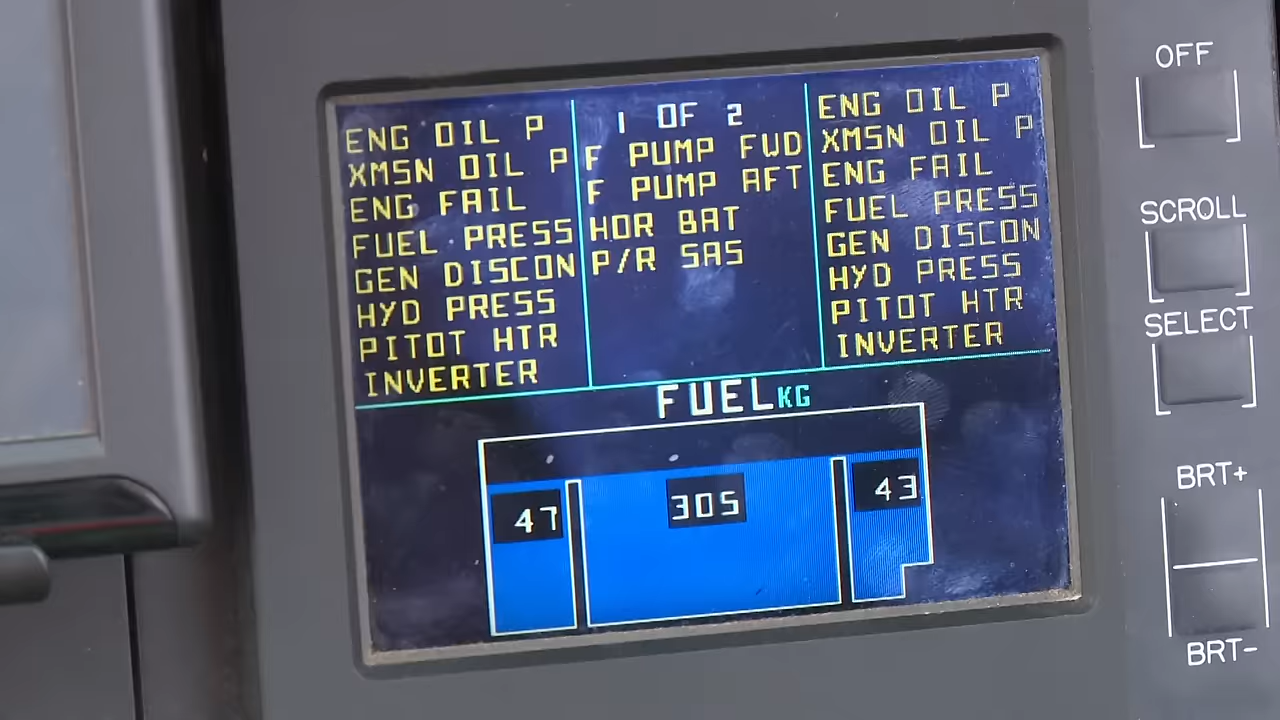 ENG OIL P
XMSN OIL P
ENG FAIL
FUEL PRESS
GEN DISCON
HYD PRESS
PITOT HTR
INVERTER
1 OF 2
F PUMP FWD
F PUMP AFT
HOR BAT
P/R SAS
ENG OIL P
XMSN OIL P
ENG FAIL
FUEL PRESS
GEN DISCON
HYD PRESS
PITOT HTR
INVERTER
FUEL KG
47 305 43
OFF
SCROLL
SELECT
BRT+
BRT-